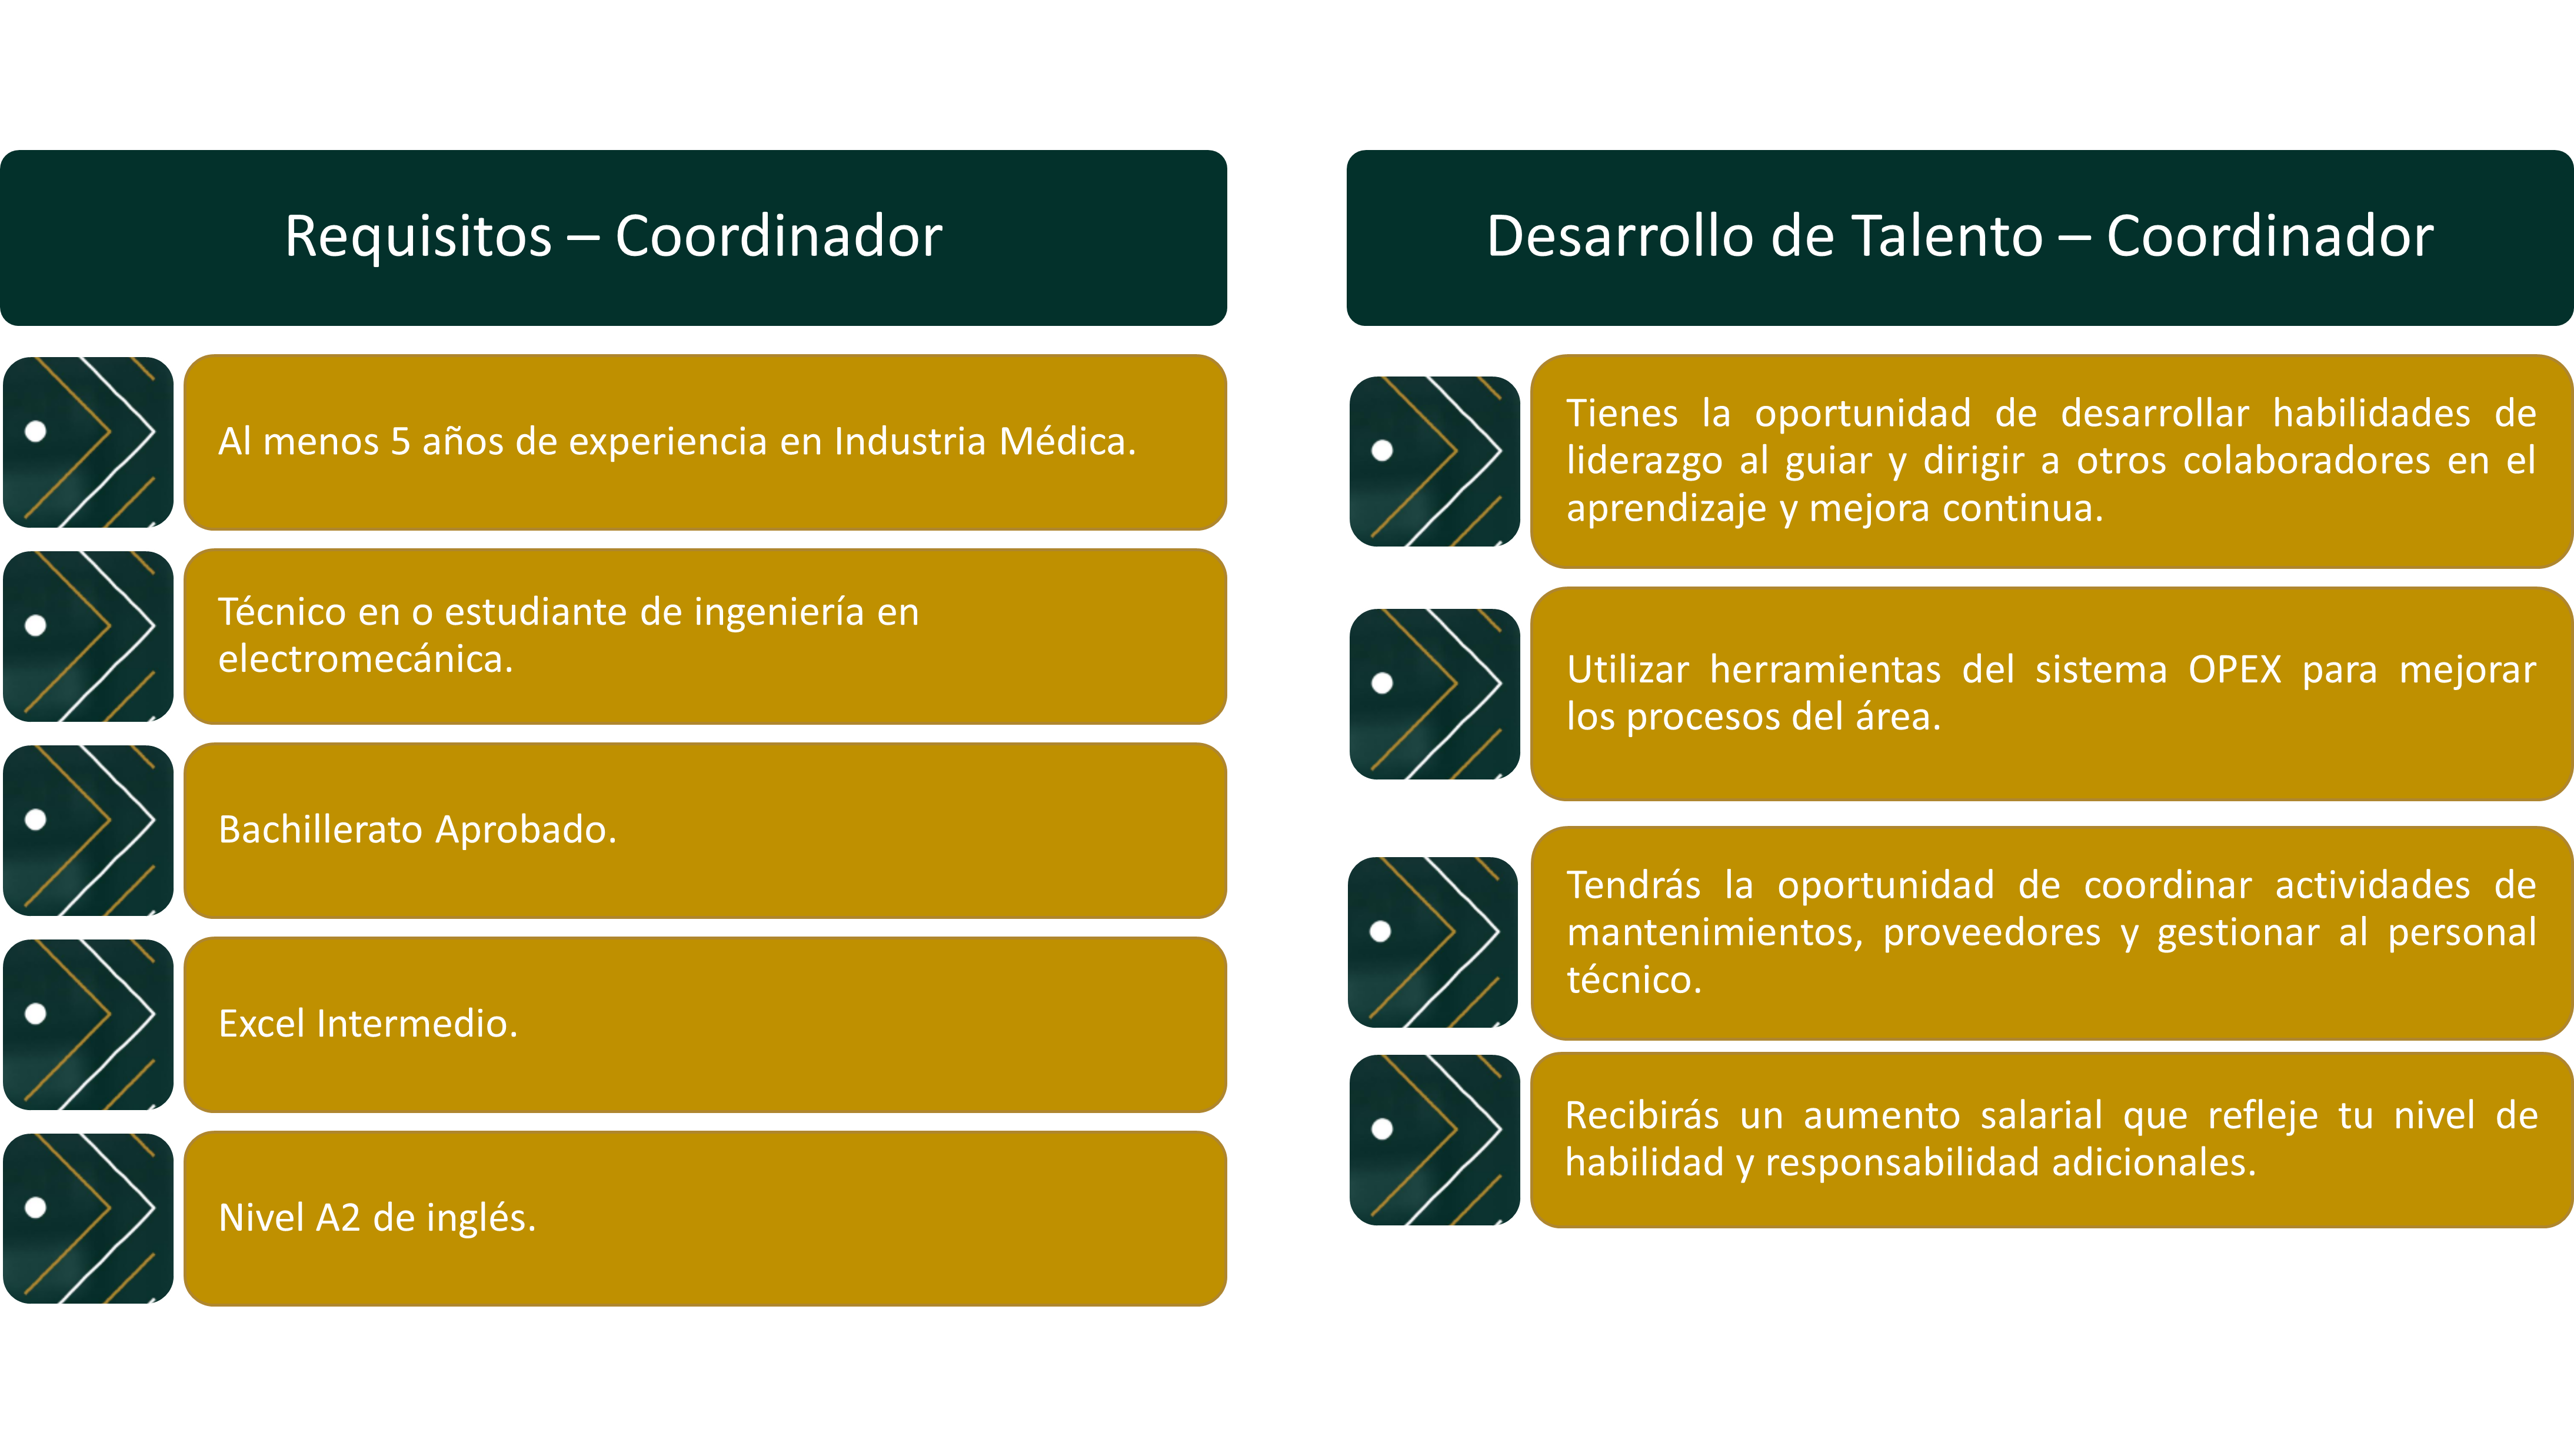 Requisitos – Coordinador
Al menos 5 años de experiencia en Industria Médica.
Técnico en o estudiante de ingeniería en
electromecánica.
Bachillerato Aprobado.
Excel Intermedio.
Nivel A2 de inglés.
Desarrollo de Talento – Coordinador
Tienes la oportunidad de desarrollar habilidades de
liderazgo al guiar y dirigir a otros colaboradores en el
aprendizaje y mejora continua.
Utilizar herramientas del sistema OPEX para mejorar
los procesos del área.
Tendrás la oportunidad de coordinar actividades de
mantenimientos, proveedores y gestionar al personal
técnico.
Recibirás un aumento salarial que refleje tu nivel de
habilidad y responsabilidad adicionales.